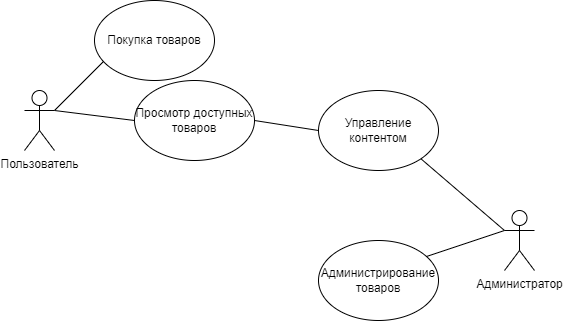 Покупка товаров
Просмотр доступных
товаров
Управление
контентом
Пользователь
Администрирование
товаров
Администратор